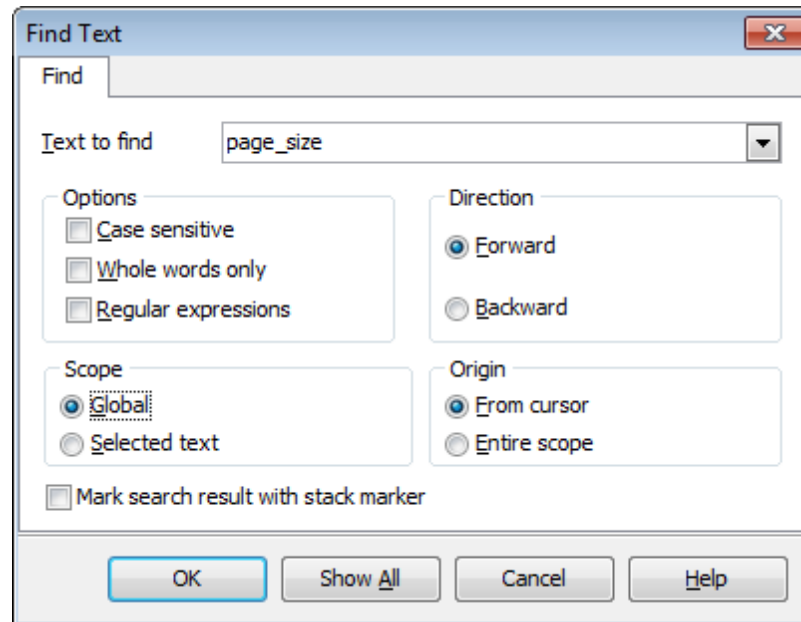 Find Text
Find
Text to find
page_size
Options
Case sensitive
Whole words only
Regular expressions
Direction
Forward
Backward
Scope
Global
Selected text
Origin
From cursor
Entire scope
Mark search result with stack marker
OK
Show All
Cancel
Help